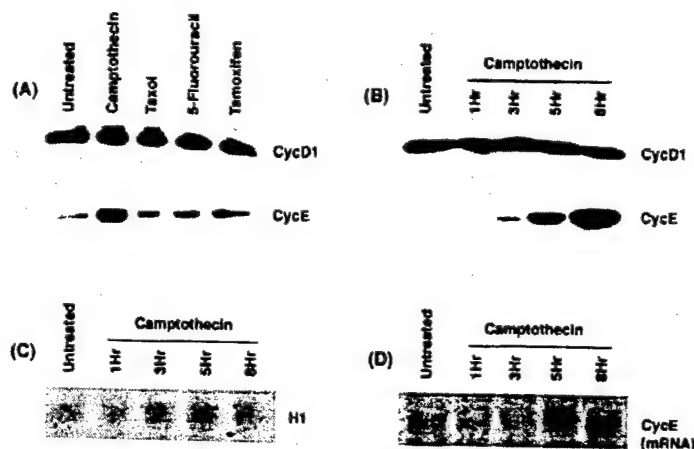 (A)
Untreated
Camptothecin
Taxol
5-Fluorouracil
Tamoxifen
CycD1
CycE
(B)
Untreated
Camptothecin
1Hr
3Hr
5Hr
8Hr
CycD1
CycE
(C)
Untreated
Camptothecin
1Hr
3Hr
5Hr
8Hr
H1
(D)
Untreated
Camptothecin
1Hr
3Hr
5Hr
8Hr
CycE
(mRNA)